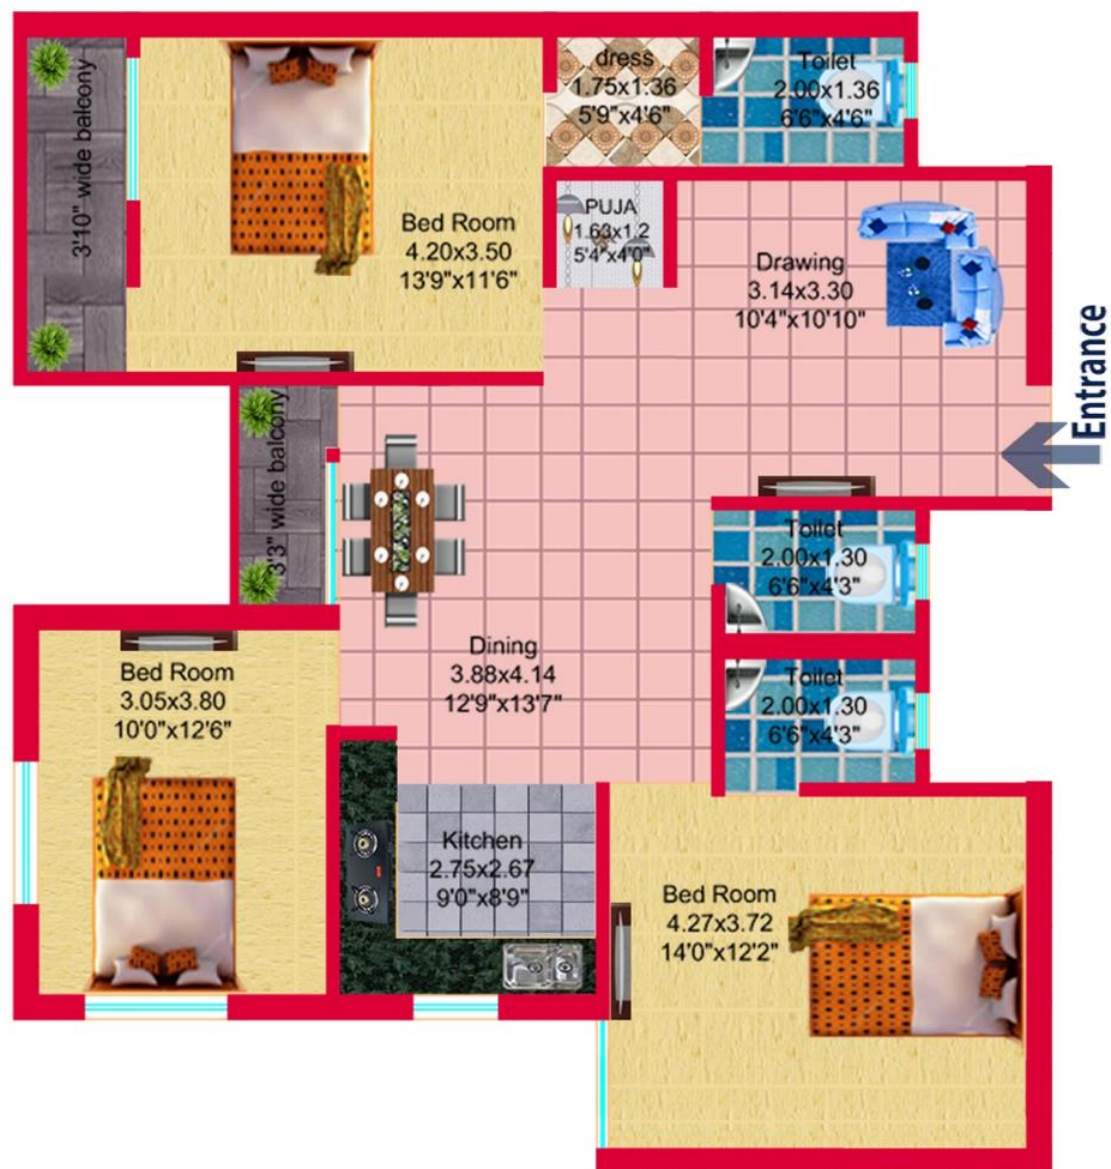 dress
1.75x1.36
5'9"x4'6"
Toilet
2.00x1.36
6'6"x4'6"
3'10" wide balcony
Bed Room
4.20x3.50
13'9"x11'6"
PUJA
1.63x1.2
5'4"x4'0"
Drawing
3.14x3.30
10'4"x10'10"
Entrance
3'3" wide balcony
Toilet
2.00x1.30
6'6"x4'3"
Dining
3.88x4.14
12'9"x13'7"
Bed Room
3.05x3.80
10'0"x12'6"
Toilet
2.00x1.30
6'6"x4'3"
Kitchen
2.75x2.67
9'0"x8'9"
Bed Room
4.27x3.72
14'0"x12'2"